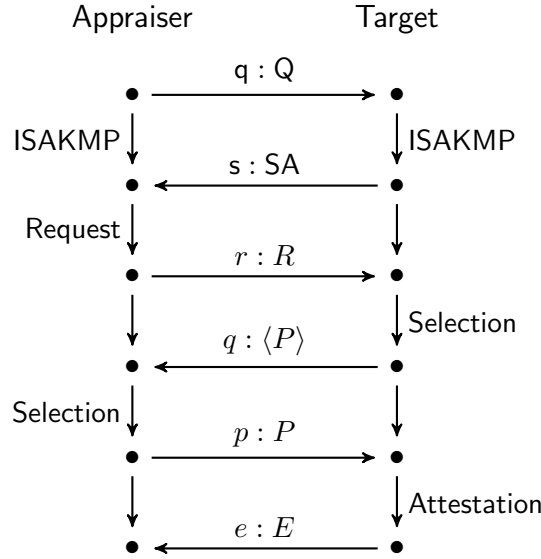 Appraiser Target
q : Q
ISAKMP ISAKMP
s : SA
Request
r : R
Selection
q : ⟨P⟩
Selection
p : P
Attestation
e : E